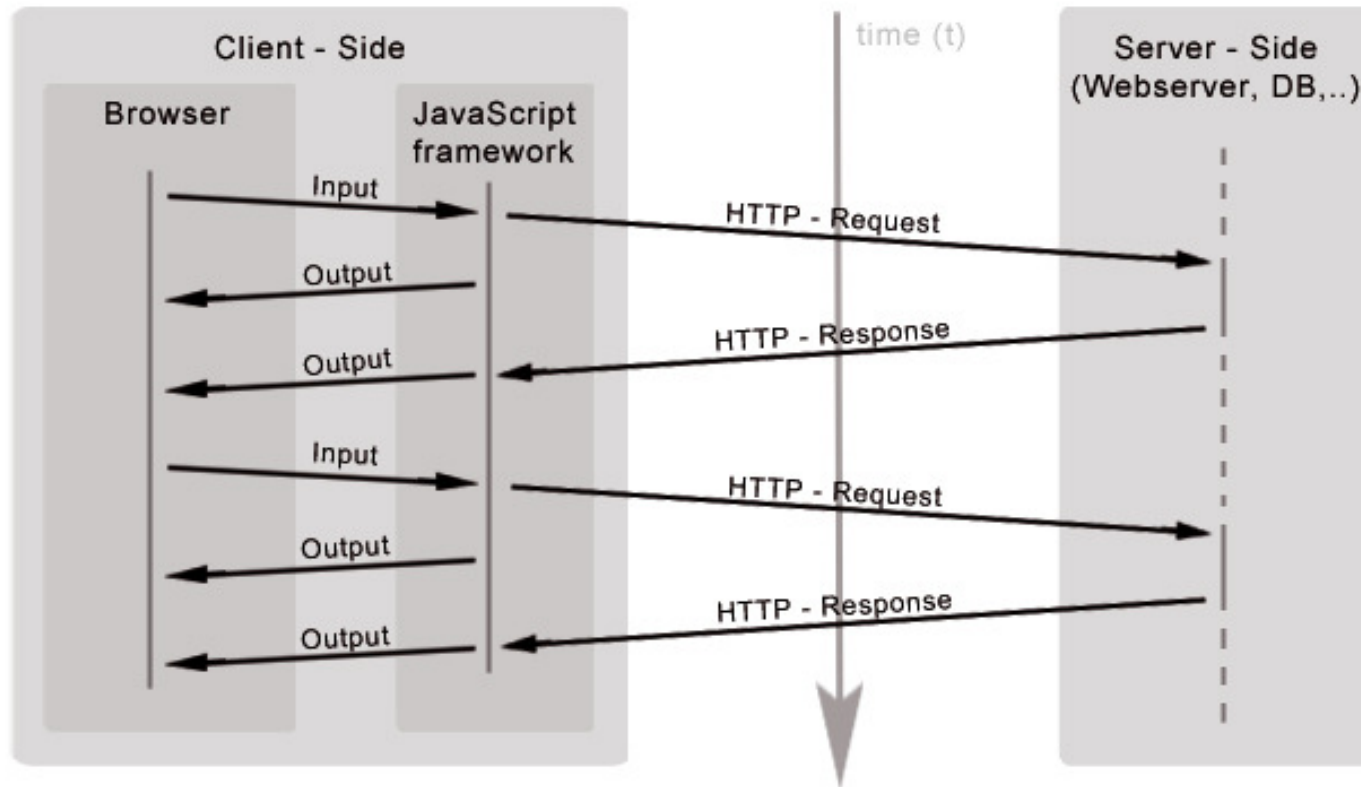 Client - Side
time (t)
Server - Side
(Webserver, DB,..)
Browser
JavaScript
framework
Input
HTTP - Request
Output
HTTP - Response
Output
Input
HTTP - Request
Output
HTTP - Response
Output